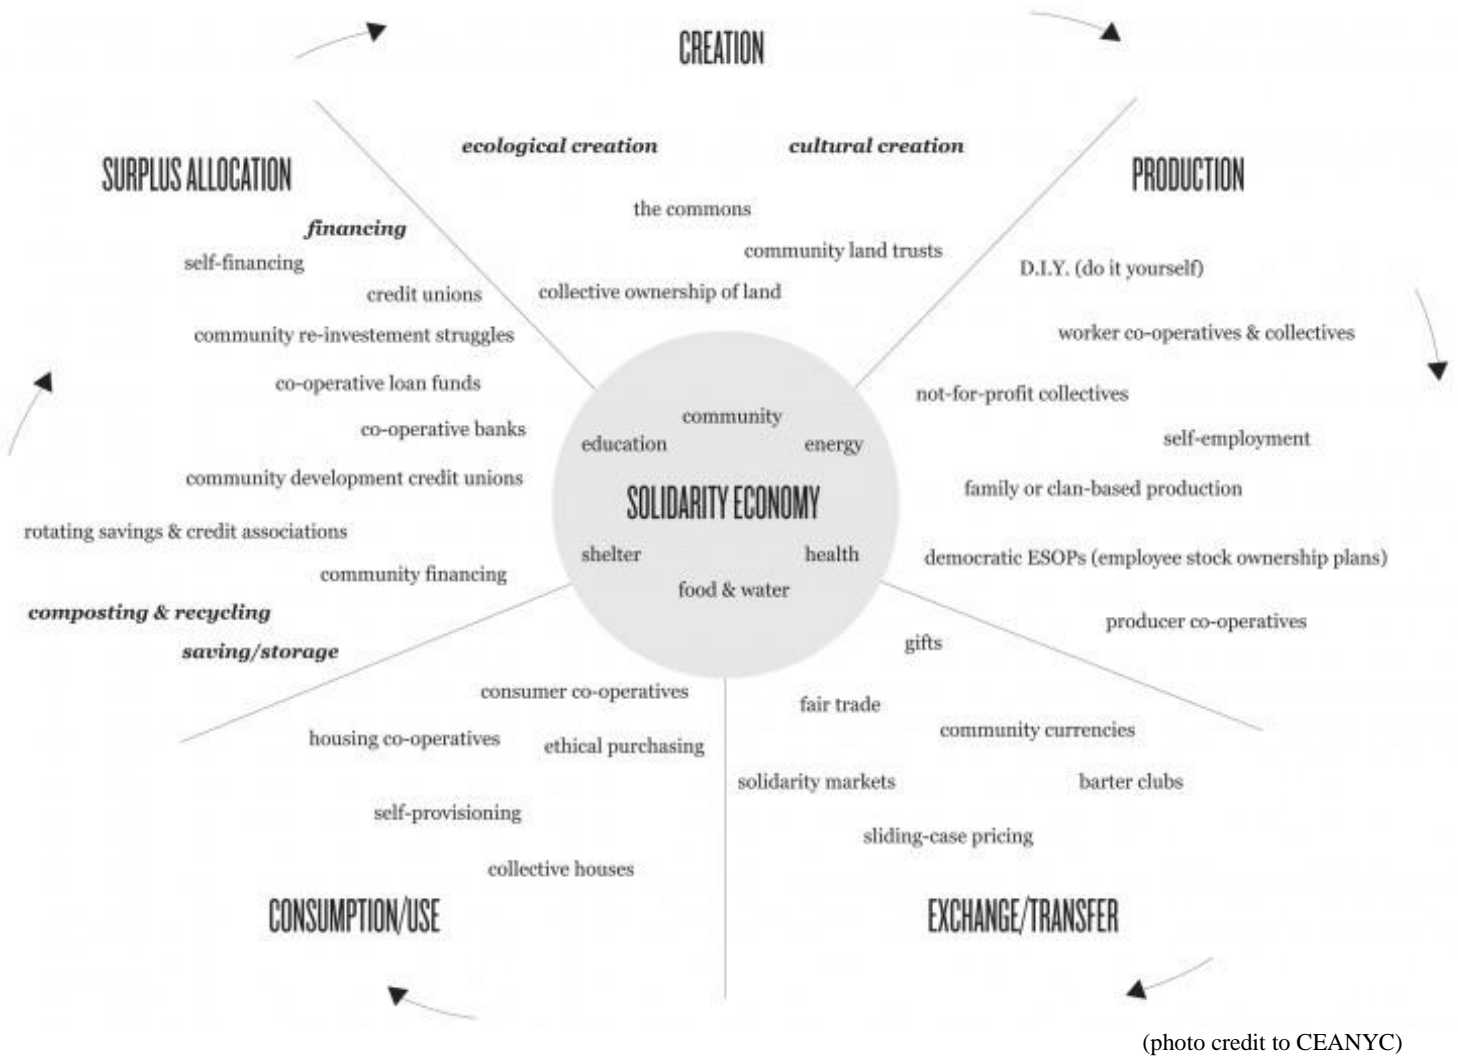 CREATION
ecological creation
cultural creation
the commons
community land trusts
collective ownership of land
PRODUCTION
D.I.Y. (do it yourself)
worker co-operatives & collectives
not-for-profit collectives
self-employment
family or clan-based production
democratic ESOPs (employee stock ownership plans)
producer co-operatives
EXCHANGE/TRANSFER
gifts
fair trade
community currencies
solidarity markets
barter clubs
sliding-case pricing
CONSUMPTION/USE
consumer co-operatives
housing co-operatives
ethical purchasing
self-provisioning
collective houses
SURPLUS ALLOCATION
financing
self-financing
credit unions
community re-investement struggles
co-operative loan funds
co-operative banks
community development credit unions
rotating savings & credit associations
community financing
composting & recycling
saving/storage
SOLIDARITY ECONOMY
community
education
energy
shelter
health
food & water
(photo credit to CEANYC)